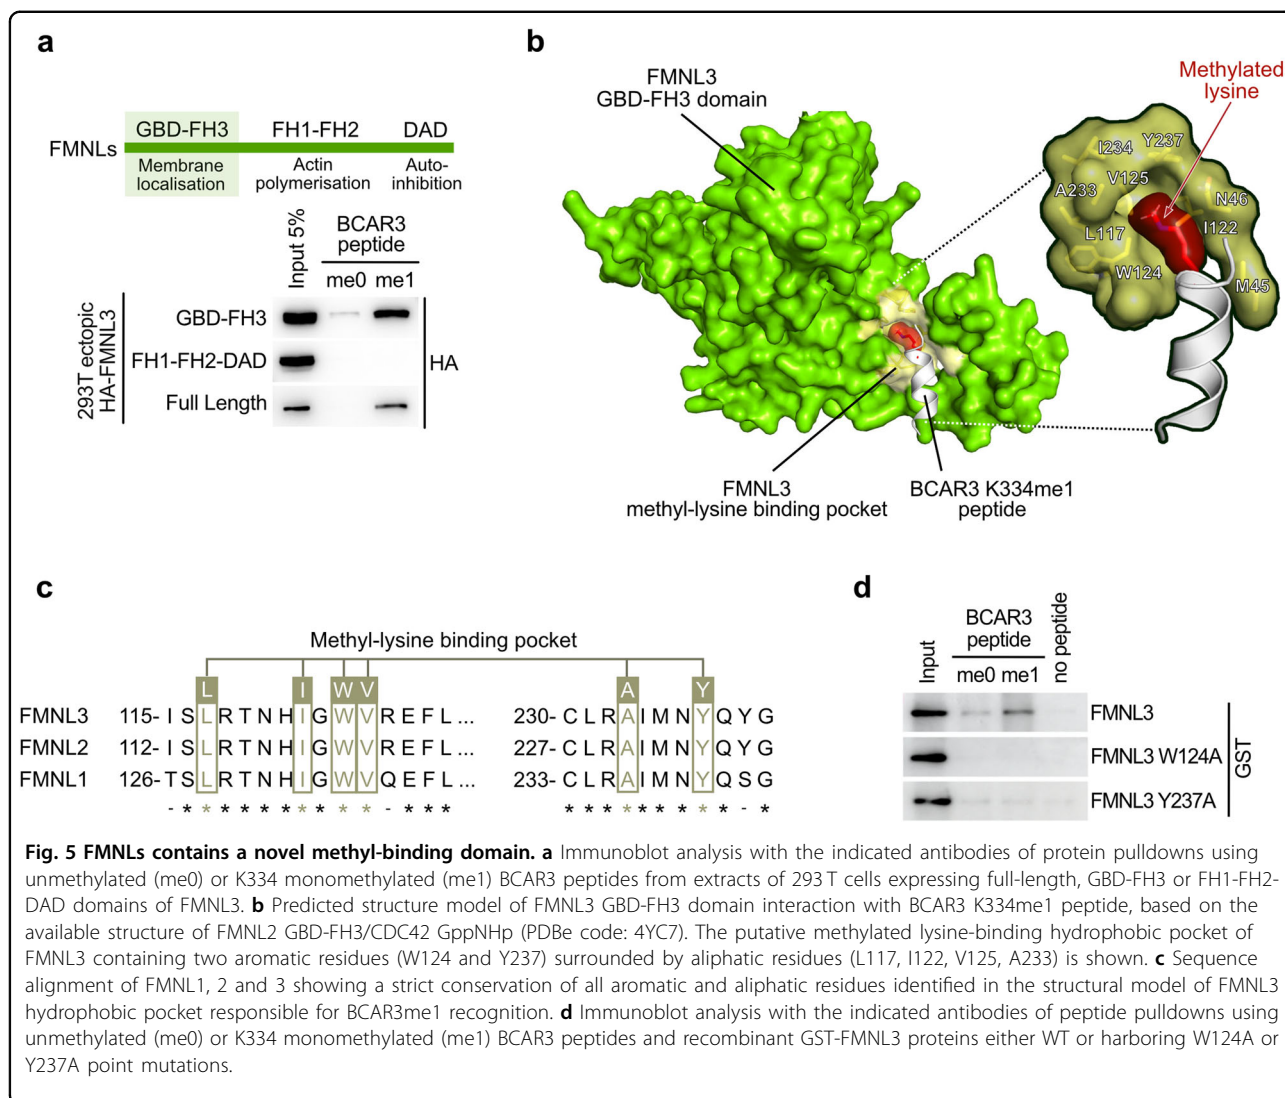 a
GBD-FH3 FH1-FH2 DAD
FMNLs
Membrane localisation
Actin polymerisation
Auto-inhibition
Input 5%
BCAR3 peptide
me0 me1
293T ectopic HA-FMNL3
GBD-FH3
FH1-FH2-DAD
Full Length
HA
b
FMNL3
GBD-FH3 domain
Methylated
lysine
I234
Y237
V125
A233
N46
L117
I122
W124
M45
FMNL3
methyl-lysine binding pocket
BCAR3 K334me1
peptide
c
Methyl-lysine binding pocket
L I W V A Y
FMNL3 115- I S L R T N H I G W V R E F L ... 230- C L R A I M N Y Q Y G
FMNL2 112- I S L R T N H I G W V R E F L ... 227- C L R A I M N Y Q Y G
FMNL1 126- T S L R T N H I G W V Q E F L ... 233- C L R A I M N Y Q S G
- * * * * * * * * * * - * * * * * * * * * * * * - *
d
Input
BCAR3
peptide
me0 me1
no peptide
FMNL3
FMNL3 W124A
FMNL3 Y237A
GST
Fig. 5 FMNLs contains a novel methyl-binding domain. a Immunoblot analysis with the indicated antibodies of protein pulldowns using
unmethylated (me0) or K334 monomethylated (me1) BCAR3 peptides from extracts of 293 T cells expressing full-length, GBD-FH3 or FH1-FH2-
DAD domains of FMNL3. b Predicted structure model of FMNL3 GBD-FH3 domain interaction with BCAR3 K334me1 peptide, based on the
available structure of FMNL2 GBD-FH3/CDC42 GppNHp (PDBe code: 4YC7). The putative methylated lysine-binding hydrophobic pocket of
FMNL3 containing two aromatic residues (W124 and Y237) surrounded by aliphatic residues (L117, I122, V125, A233) is shown. c Sequence
alignment of FMNL1, 2 and 3 showing a strict conservation of all aromatic and aliphatic residues identified in the structural model of FMNL3
hydrophobic pocket responsible for BCAR3me1 recognition. d Immunoblot analysis with the indicated antibodies of peptide pulldowns using
unmethylated (me0) or K334 monomethylated (me1) BCAR3 peptides and recombinant GST-FMNL3 proteins either WT or harboring W124A or
Y237A point mutations.